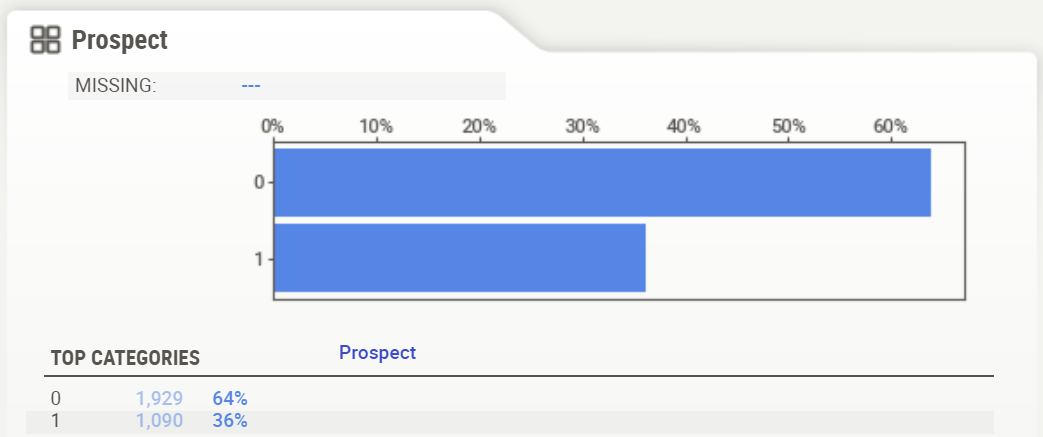 Prospect
MISSING: ---
0% 10% 20% 30% 40% 50% 60%
0
1
TOP CATEGORIES Prospect
0 1,929 64%
1 1,090 36%